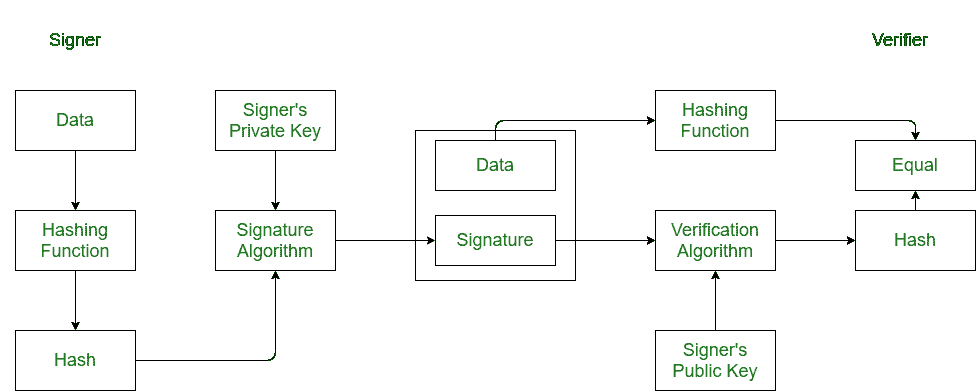 Signer
Verifier
Data
Signer's
Private Key
Hashing
Function
Data
Equal
Hashing
Function
Signature
Algorithm
Signature
Verification
Algorithm
Hash
Hash
Signer's
Public Key